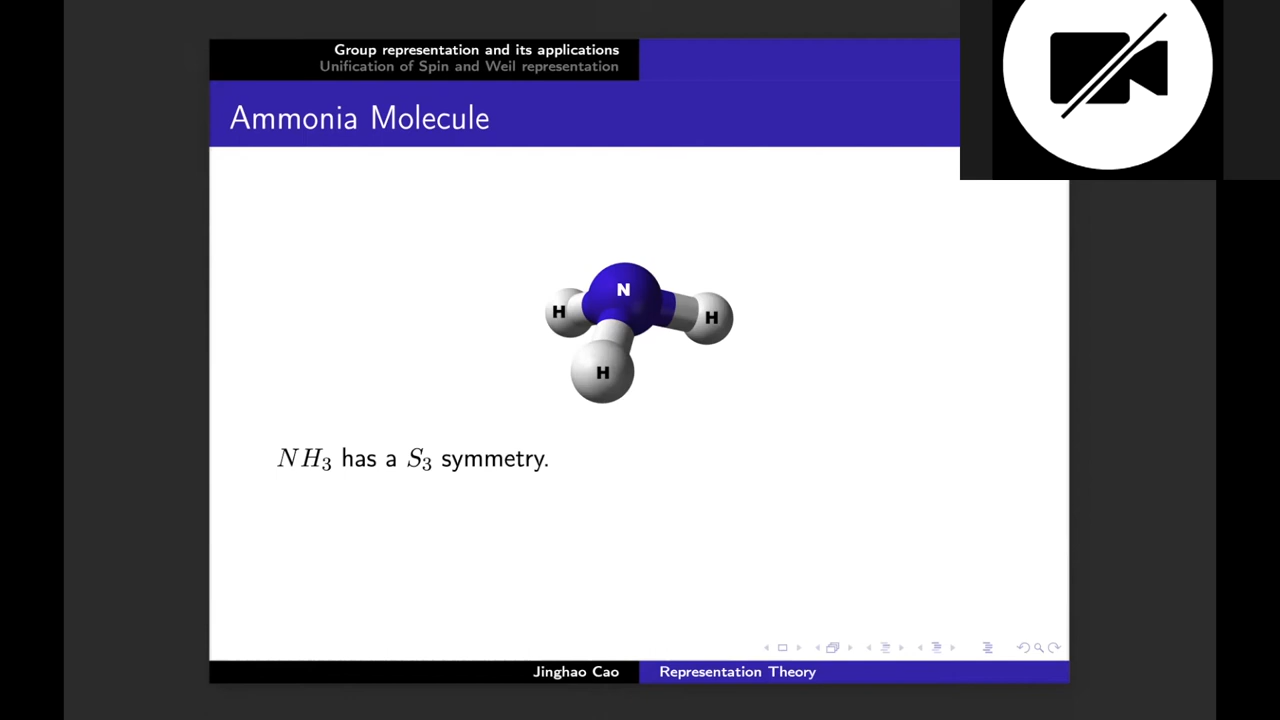 Group representation and its applications
Unification of Spin and Weil representation
Ammonia Molecule
N
H
H
H
NH₃ has a S₃ symmetry.
Jinghao Cao
Representation Theory